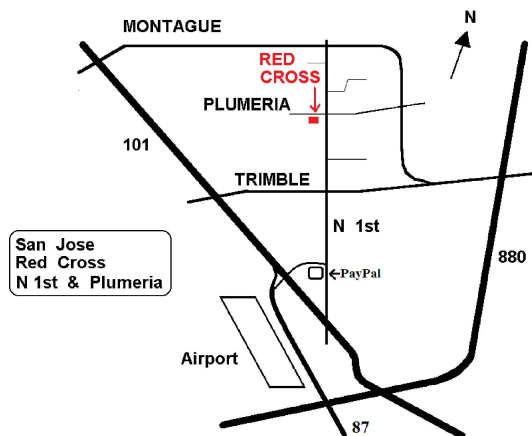 MONTAGUE
N
RED
CROSS
PLUMERIA
101
TRIMBLE
N 1st
San Jose
Red Cross
N 1st & Plumeria
880
PayPal
Airport
87